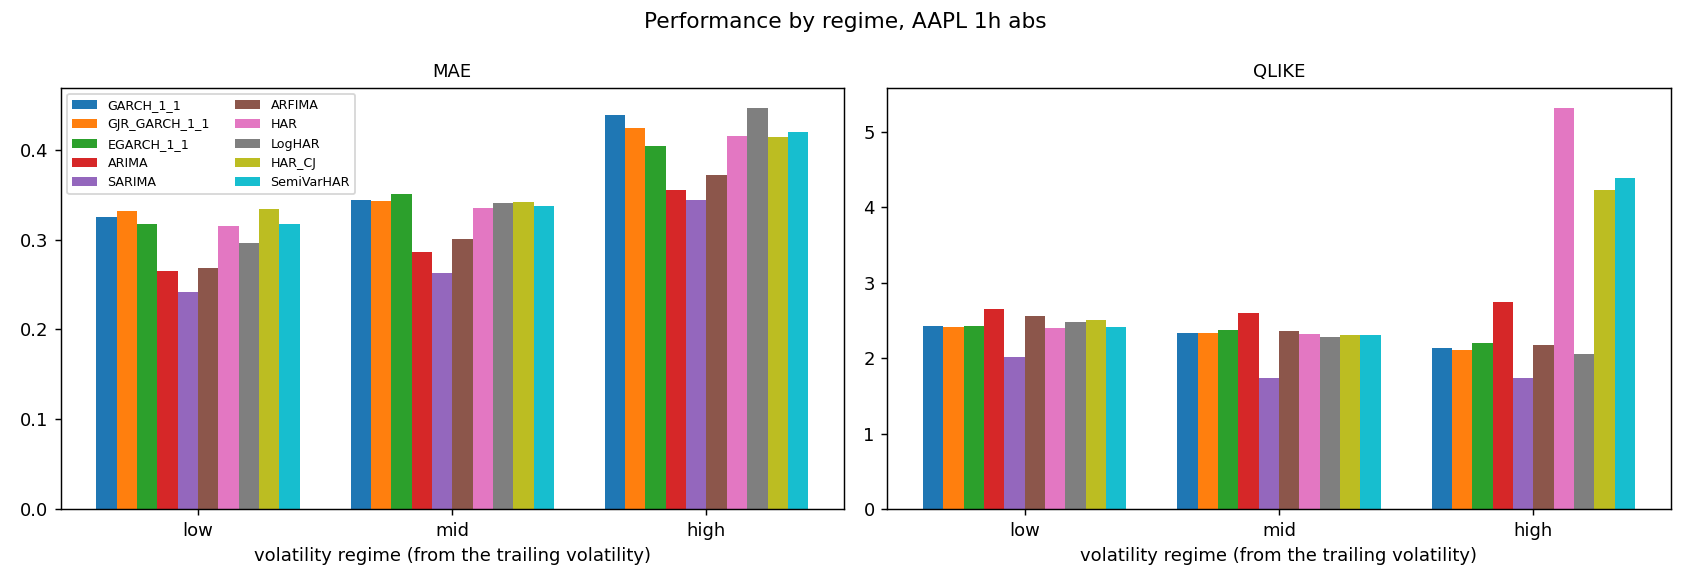 Performance by regime, AAPL 1h abs
MAE
GARCH_1_1
GJR_GARCH_1_1
EGARCH_1_1
ARIMA
SARIMA
ARFIMA
HAR
LogHAR
HAR_CJ
SemiVarHAR
0.4
0.3
0.2
0.1
0.0
low mid high
volatility regime (from the trailing volatility)
QLIKE
5
4
3
2
1
0
low mid high
volatility regime (from the trailing volatility)